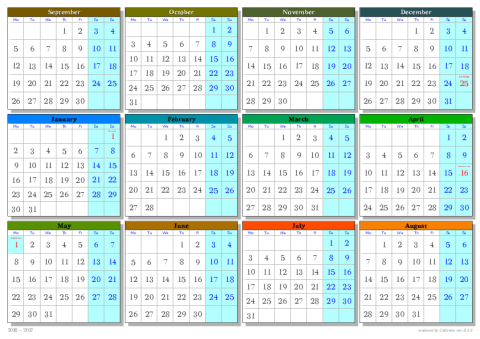 September
Mo Tu We Th Fr Sa Su
1 2 3 4
5 6 7 8 9 10 11
12 13 14 15 16 17 18
19 20 21 22 23 24 25
26 27 28 29 30
October
Mo Tu We Th Fr Sa Su
1 2
3 4 5 6 7 8 9
10 11 12 13 14 15 16
17 18 19 20 21 22 23
24 25 26 27 28 29 30
31
November
Mo Tu We Th Fr Sa Su
1 2 3 4 5 6
7 8 9 10 11 12 13
14 15 16 17 18 19 20
21 22 23 24 25 26 27
28 29 30
December
Mo Tu We Th Fr Sa Su
1 2 3 4
5 6 7 8 9 10 11
12 13 14 15 16 17 18
19 20 21 22 23 24 25
26 27 28 29 30 31
January
Mo Tu We Th Fr Sa Su
1
2 3 4 5 6 7 8
9 10 11 12 13 14 15
16 17 18 19 20 21 22
23 24 25 26 27 28 29
30 31
February
Mo Tu We Th Fr Sa Su
1 2 3 4 5
6 7 8 9 10 11 12
13 14 15 16 17 18 19
20 21 22 23 24 25 26
27 28
March
Mo Tu We Th Fr Sa Su
1 2 3 4 5
6 7 8 9 10 11 12
13 14 15 16 17 18 19
20 21 22 23 24 25 26
27 28 29 30 31
April
Mo Tu We Th Fr Sa Su
1 2
3 4 5 6 7 8 9
10 11 12 13 14 15 16
17 18 19 20 21 22 23
24 25 26 27 28 29 30
May
Mo Tu We Th Fr Sa Su
1 2 3 4 5 6 7
8 9 10 11 12 13 14
15 16 17 18 19 20 21
22 23 24 25 26 27 28
29 30 31
June
Mo Tu We Th Fr Sa Su
1 2 3 4
5 6 7 8 9 10 11
12 13 14 15 16 17 18
19 20 21 22 23 24 25
26 27 28 29 30
July
Mo Tu We Th Fr Sa Su
1 2
3 4 5 6 7 8 9
10 11 12 13 14 15 16
17 18 19 20 21 22 23
24 25 26 27 28 29 30
31
August
Mo Tu We Th Fr Sa Su
1 2 3 4 5 6
7 8 9 10 11 12 13
14 15 16 17 18 19 20
21 22 23 24 25 26 27
28 29 30 31
2016 – 2017